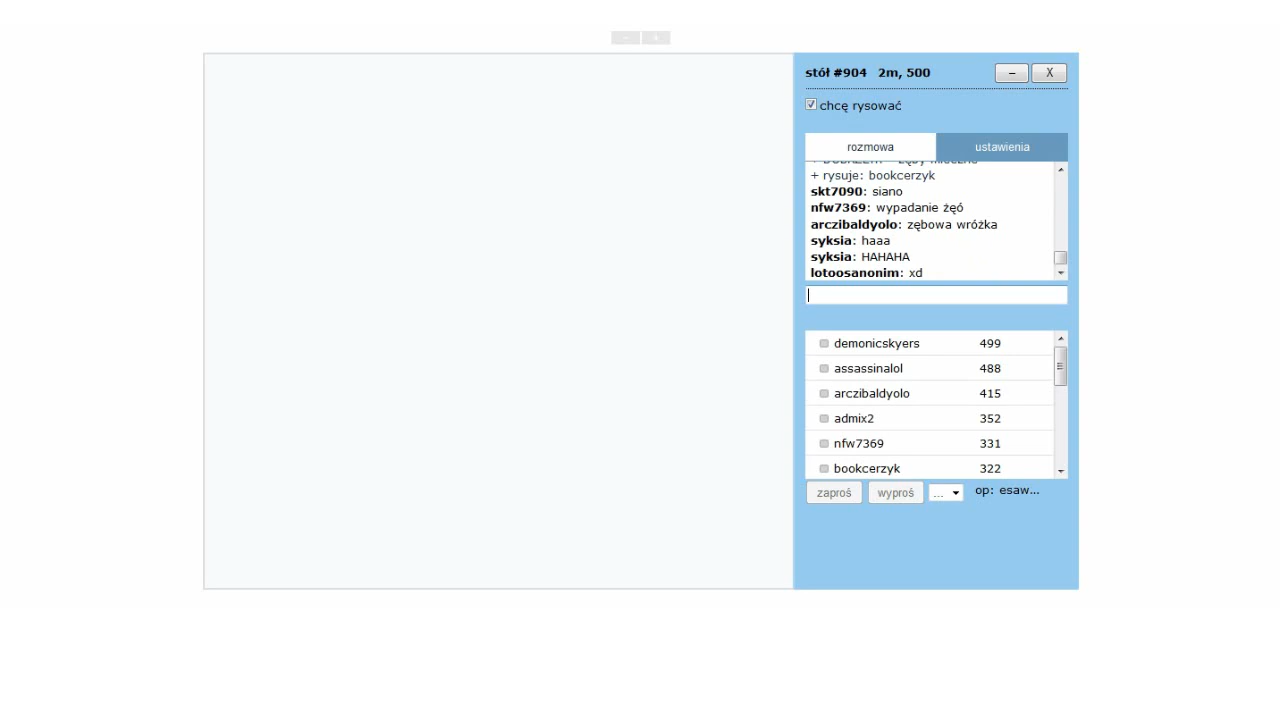 – +
stół #904 2m, 500
– X
chcę rysować
rozmowa ustawienia
+ rysuje: bookcerzyk
skt7090: siano
nfw7369: wypadanie żęó
arczibaldyolo: zębowa wróżka
syksia: haaa
syksia: HAHAHA
lotoosanonim: xd
demonicskyers 499
assassinalol 488
arczibaldyolo 415
admix2 352
nfw7369 331
bookcerzyk 322
zaproś wyproś ... op: esaw...